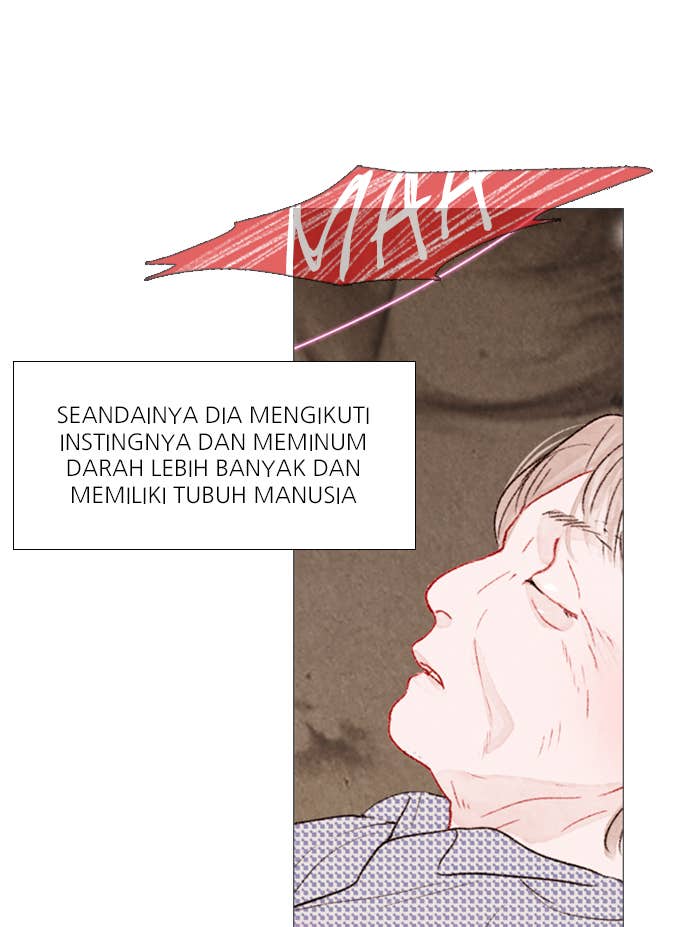 MAA
SEANDAINYA DIA MENGIKUTI
INSTINGNYA DAN MEMINUM
DARAH LEBIH BANYAK DAN
MEMILIKI TUBUH MANUSIA